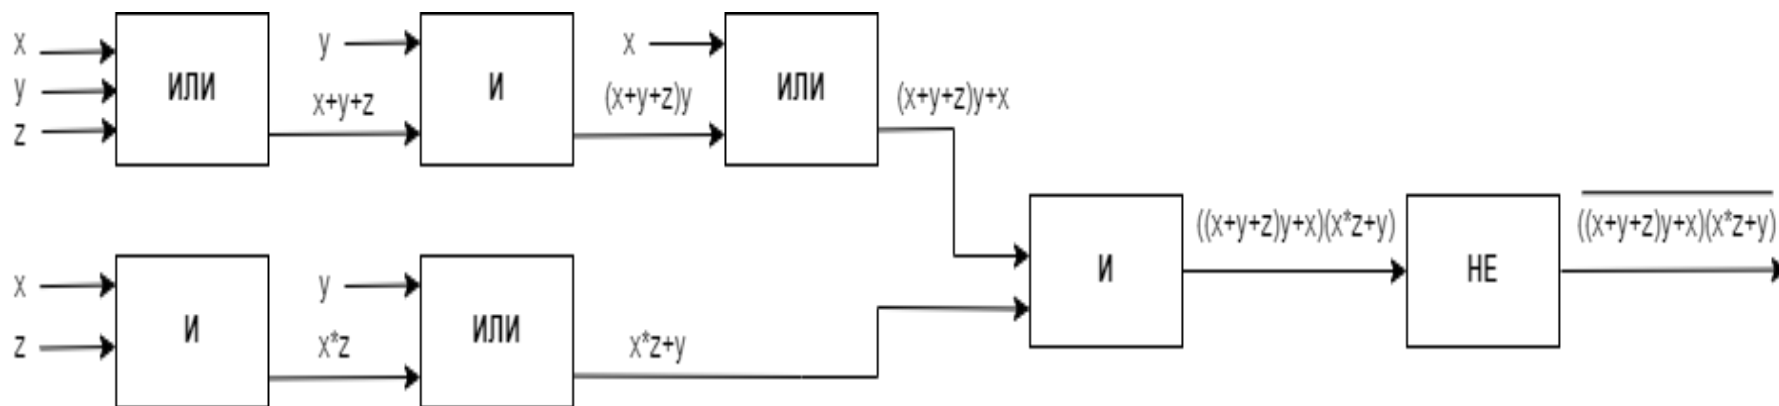 x
y
z
ИЛИ
x+y+z
y
И
(x+y+z)y
x
ИЛИ
(x+y+z)y+x
x
z
И
x*z
y
ИЛИ
x*z+y
И
((x+y+z)y+x)(x*z+y)
НЕ
((x+y+z)y+x)(x*z+y)